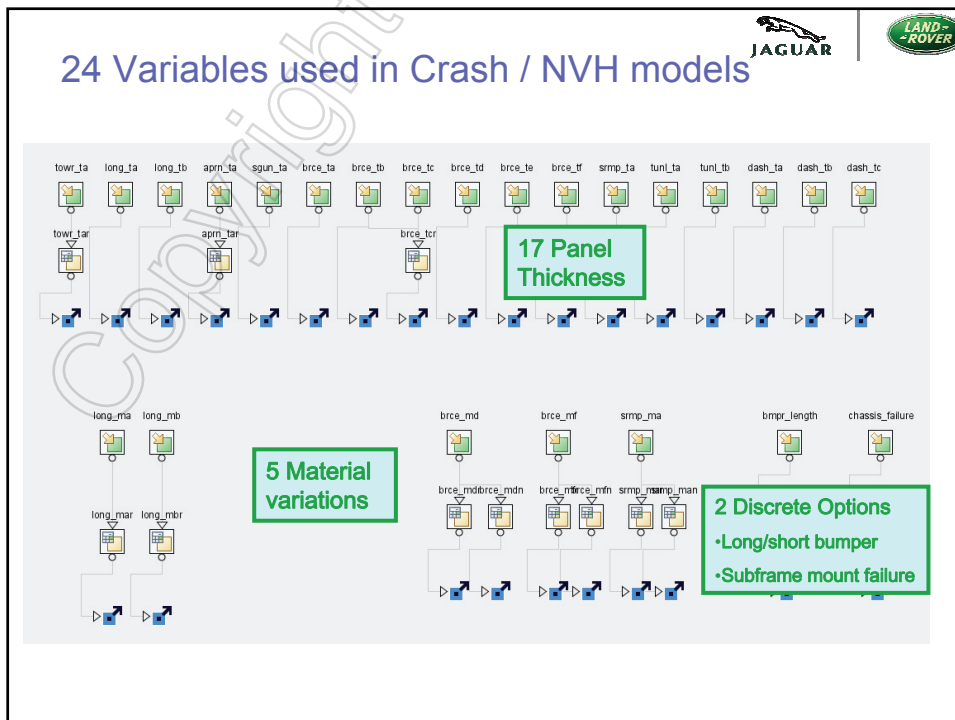 JAGUAR
LAND-
-ROVER
24 Variables used in Crash / NVH models
Copyright
towr_ta long_ta long_tb aprn_ta sgun_ta brce_ta brce_tb brce_tc brce_td brce_te brce_tf srmp_ta tunl_ta tunl_tb dash_ta dash_tb dash_tc
towr_tar aprn_tar brce_tcr
17 Panel
Thickness
long_ma long_mb brce_md brce_mf srmp_ma bmpr_length chassis_failure
5 Material
variations
brce_mdn srmp_man
long_mar long_mbr
2 Discrete Options
•Long/short bumper
•Subframe mount failure